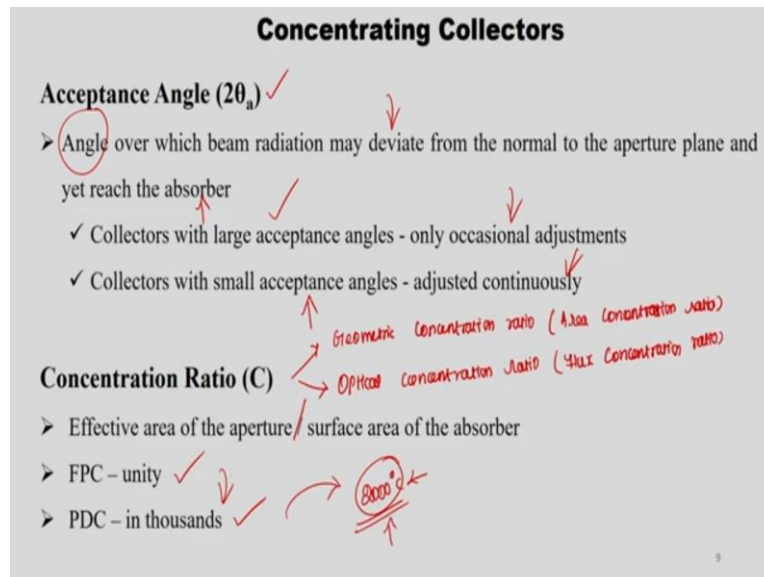 Concentrating Collectors
Acceptance Angle (2θₐ)
➤ Angle over which beam radiation may deviate from the normal to the aperture plane and
yet reach the absorber
✓ Collectors with large acceptance angles - only occasional adjustments
✓ Collectors with small acceptance angles - adjusted continuously
Geometric concentration ratio (Area concentration ratio)
Concentration Ratio (C)
Optical concentration ratio (Flux concentration ratio)
➤ Effective area of the aperture / surface area of the absorber
➤ FPC – unity
➤ PDC – in thousands
9